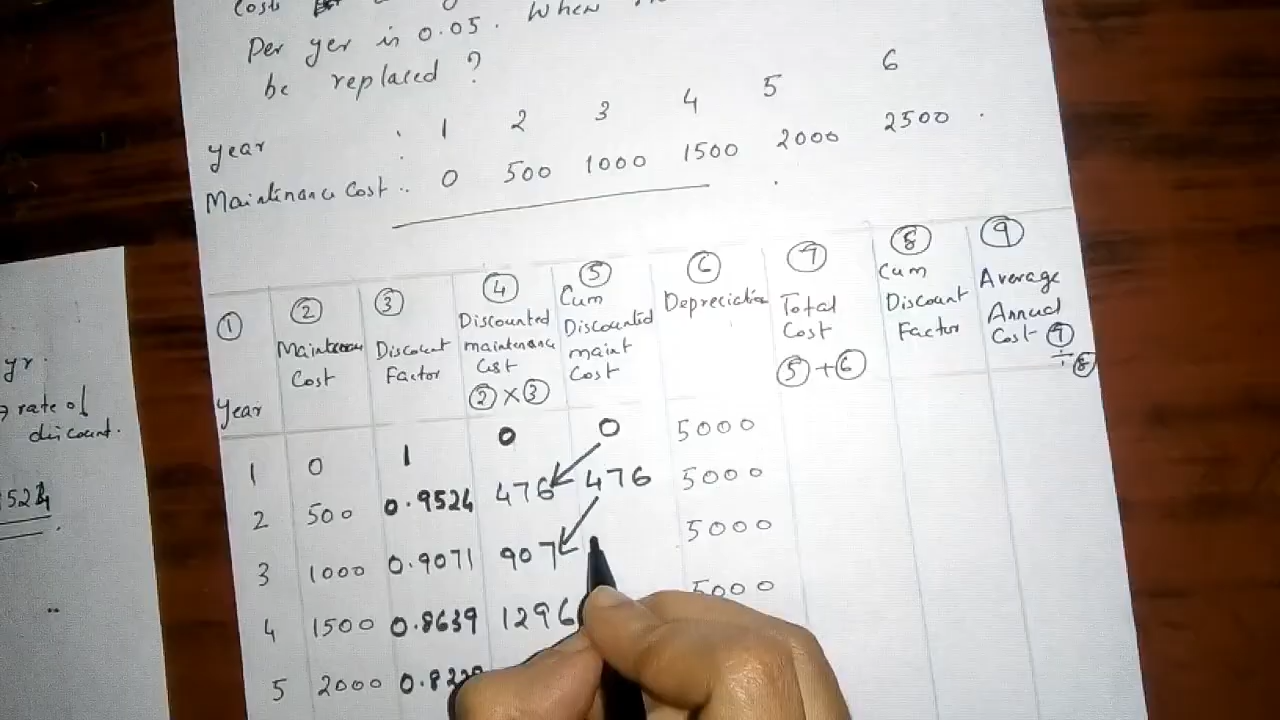 Per yer is 0.05. When
be replaced ?
year : 1 2 3 4 5 6
Maintenance Cost .. 0 500 1000 1500 2000 2500 .
① ② ③ ④ ⑤ ⑥ ⑦ ⑧ ⑨
Year
Maintenance Cost
Discount Factor
Discounted maintenance Cost ②×③
Cum Discounted maint Cost
Depreciation
Total Cost ⑤+⑥
Cum Discount Factor
Average Annual Cost ⑦ ÷ ⑧
1 0 1 0 0 5000
2 500 0.9524 476 476 5000
3 1000 0.9071 907 5000
4 1500 0.8639 1296 5000
5 2000
yr.
rate of
discount.